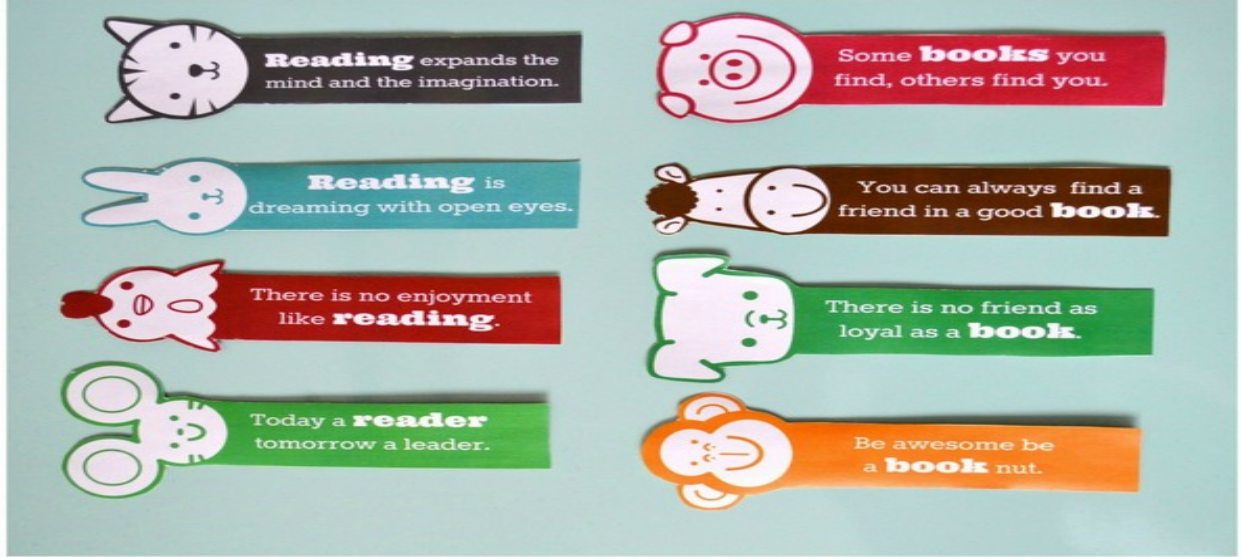 Reading expands the
mind and the imagination.
Reading is
dreaming with open eyes.
There is no enjoyment
like reading.
Today a reader
tomorrow a leader.
Some books you
find, others find you.
You can always find a
friend in a good book.
There is no friend as
loyal as a book.
Be awesome be
a book nut.